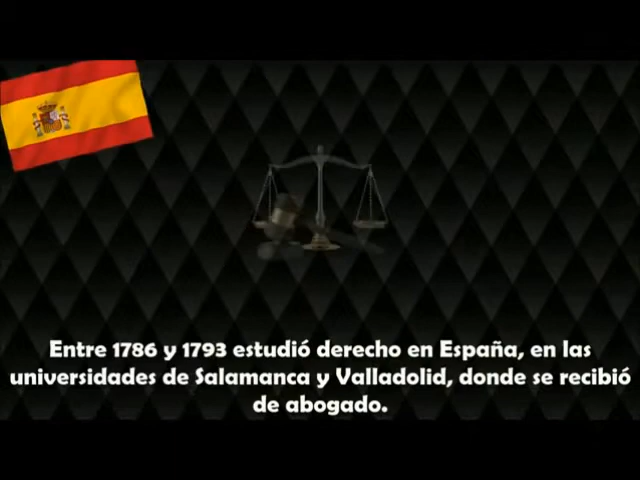 Entre 1786 y 1793 estudió derecho en España, en las
universidades de Salamanca y Valladolid, donde se recibió
de abogado.